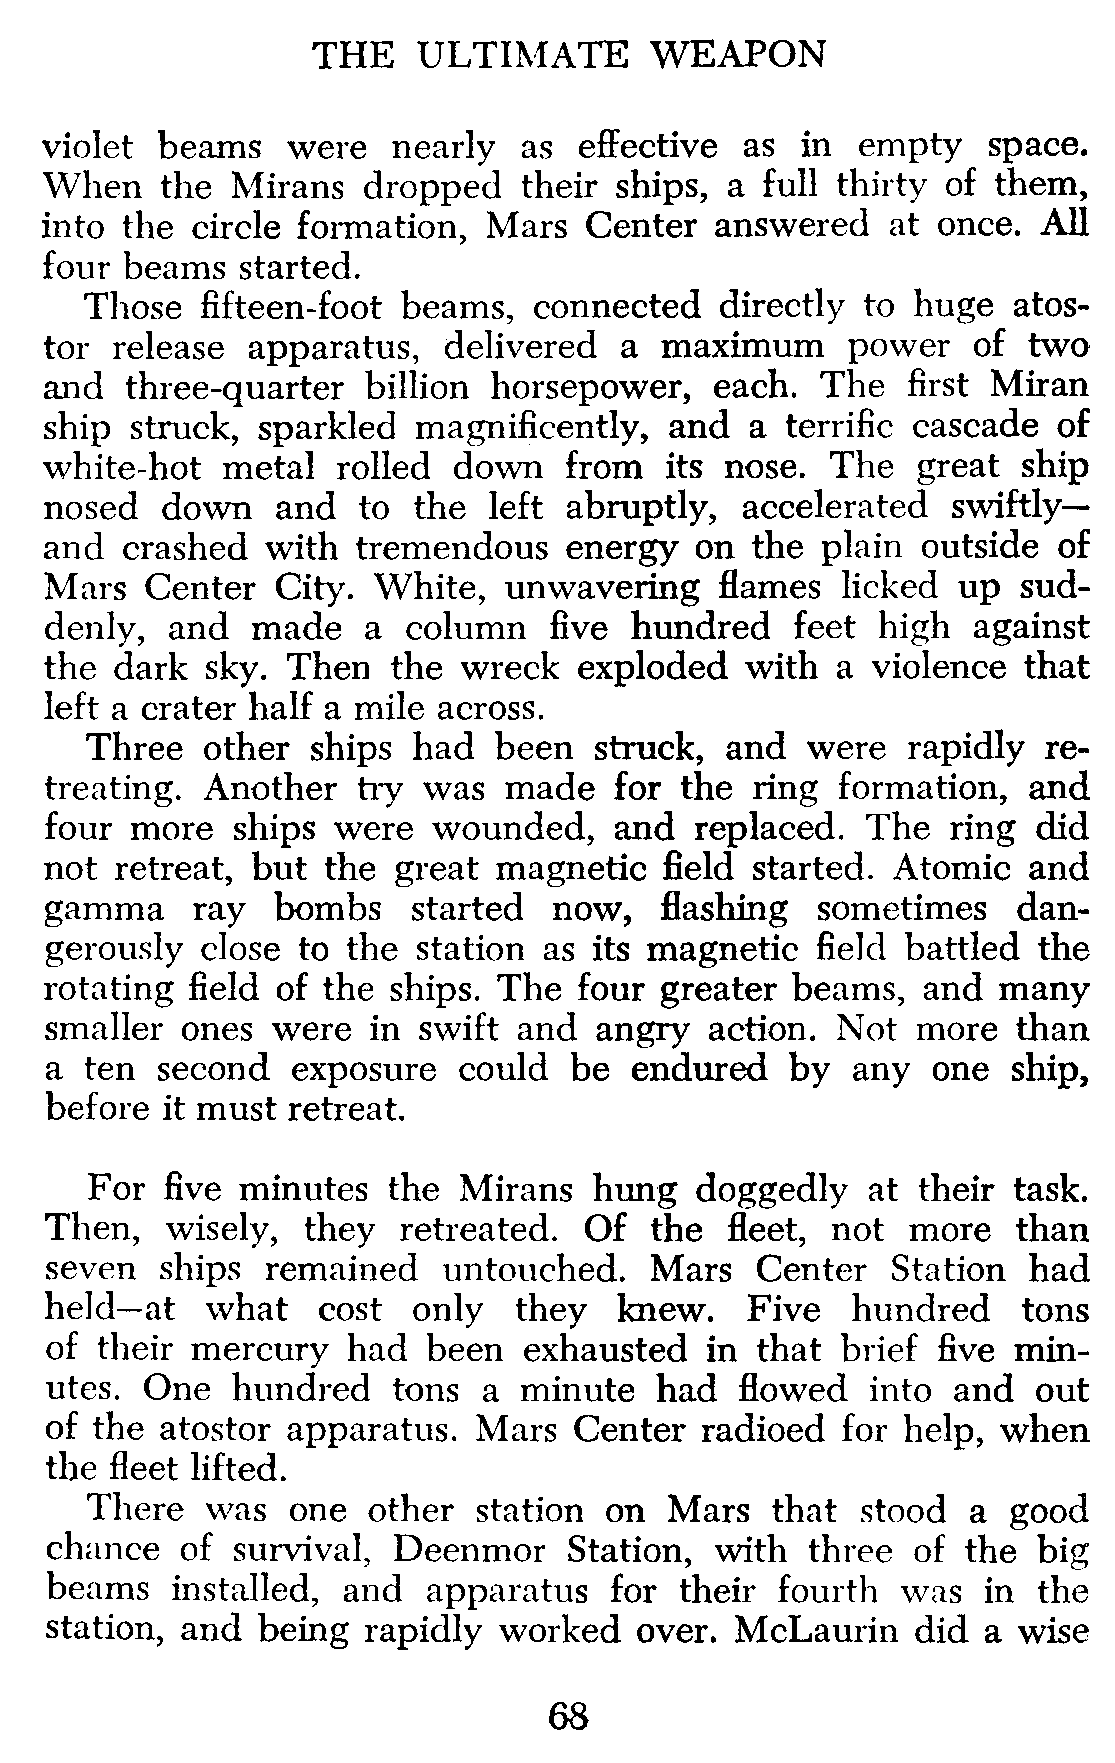 THE ULTIMATE WEAPON
violet beams were nearly as effective as in empty space.
When the Mirans dropped their ships, a full thirty of them,
into the circle formation, Mars Center answered at once. All
four beams started.
Those fifteen-foot beams, connected directly to huge atos-
tor release apparatus, delivered a maximum power of two
and three-quarter billion horsepower, each. The first Miran
ship struck, sparkled magnificently, and a terrific cascade of
white-hot metal rolled down from its nose. The great ship
nosed down and to the left abruptly, accelerated swiftly—
and crashed with tremendous energy on the plain outside of
Mars Center City. White, unwavering flames licked up sud-
denly, and made a column five hundred feet high against
the dark sky. Then the wreck exploded with a violence that
left a crater half a mile across.
Three other ships had been struck, and were rapidly re-
treating. Another try was made for the ring formation, and
four more ships were wounded, and replaced. The ring did
not retreat, but the great magnetic field started. Atomic and
gamma ray bombs started now, flashing sometimes dan-
gerously close to the station as its magnetic field battled the
rotating field of the ships. The four greater beams, and many
smaller ones were in swift and angry action. Not more than
a ten second exposure could be endured by any one ship,
before it must retreat.
For five minutes the Mirans hung doggedly at their task.
Then, wisely, they retreated. Of the fleet, not more than
seven ships remained untouched. Mars Center Station had
held—at what cost only they knew. Five hundred tons
of their mercury had been exhausted in that brief five min-
utes. One hundred tons a minute had flowed into and out
of the atostor apparatus. Mars Center radioed for help, when
the fleet lifted.
There was one other station on Mars that stood a good
chance of survival, Deenmor Station, with three of the big
beams installed, and apparatus for their fourth was in the
station, and being rapidly worked over. McLaurin did a wise
68